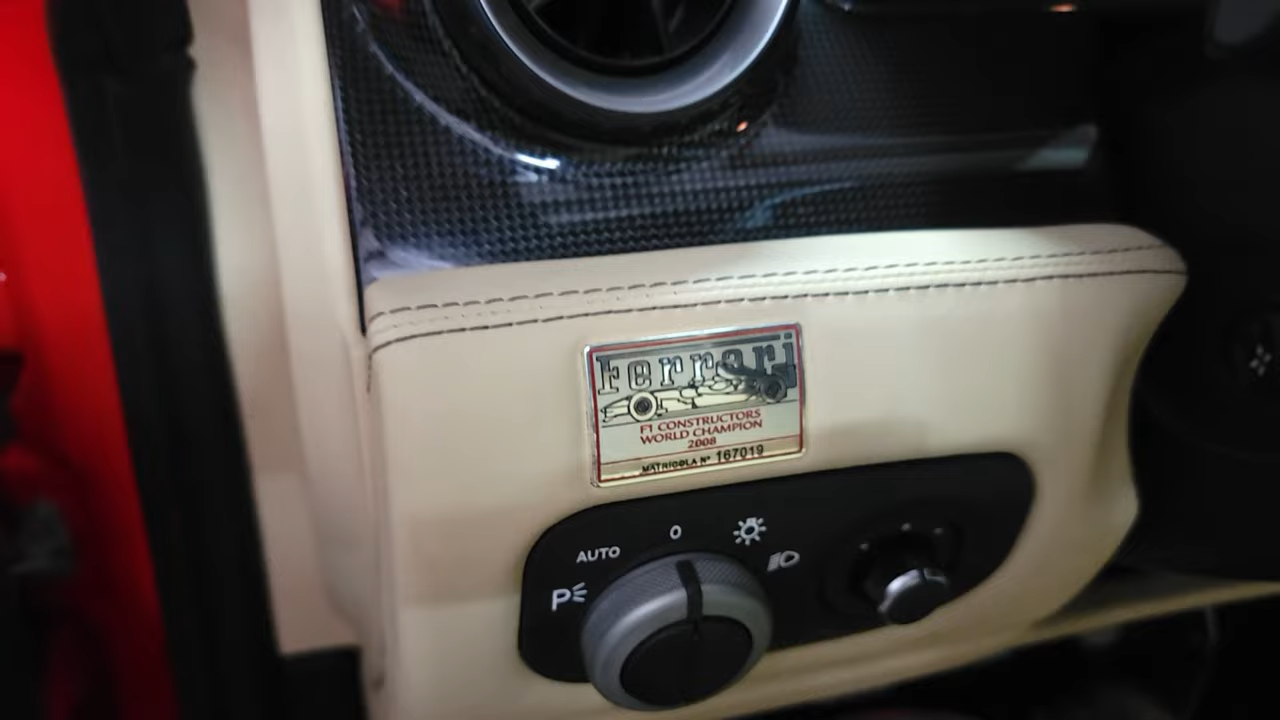 Ferrari
F1 CONSTRUCTORS
WORLD CHAMPION
2008
MATRICOLA N° 167019
0
AUTO
P